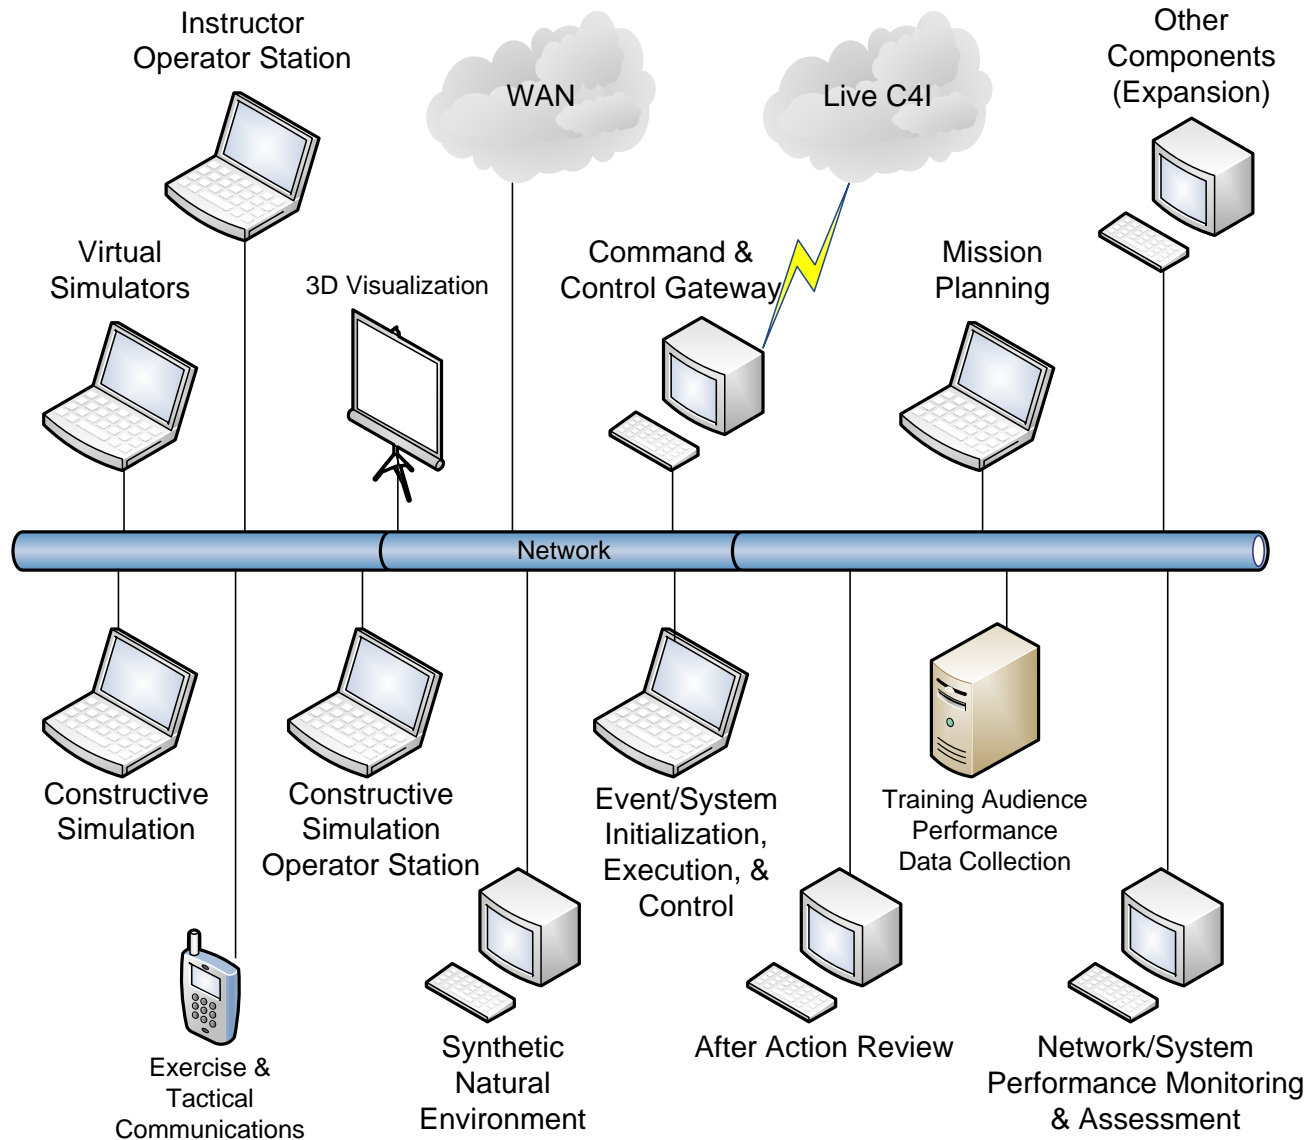 Instructor
Operator Station
WAN
Live C4I
Other
Components
(Expansion)
Virtual
Simulators
3D Visualization
Command &
Control Gateway
Mission
Planning
Network
Constructive
Simulation
Constructive
Simulation
Operator Station
Event/System
Initialization,
Execution, &
Control
Training Audience
Performance
Data Collection
Exercise &
Tactical
Communications
Synthetic
Natural
Environment
After Action Review
Network/System
Performance Monitoring
& Assessment